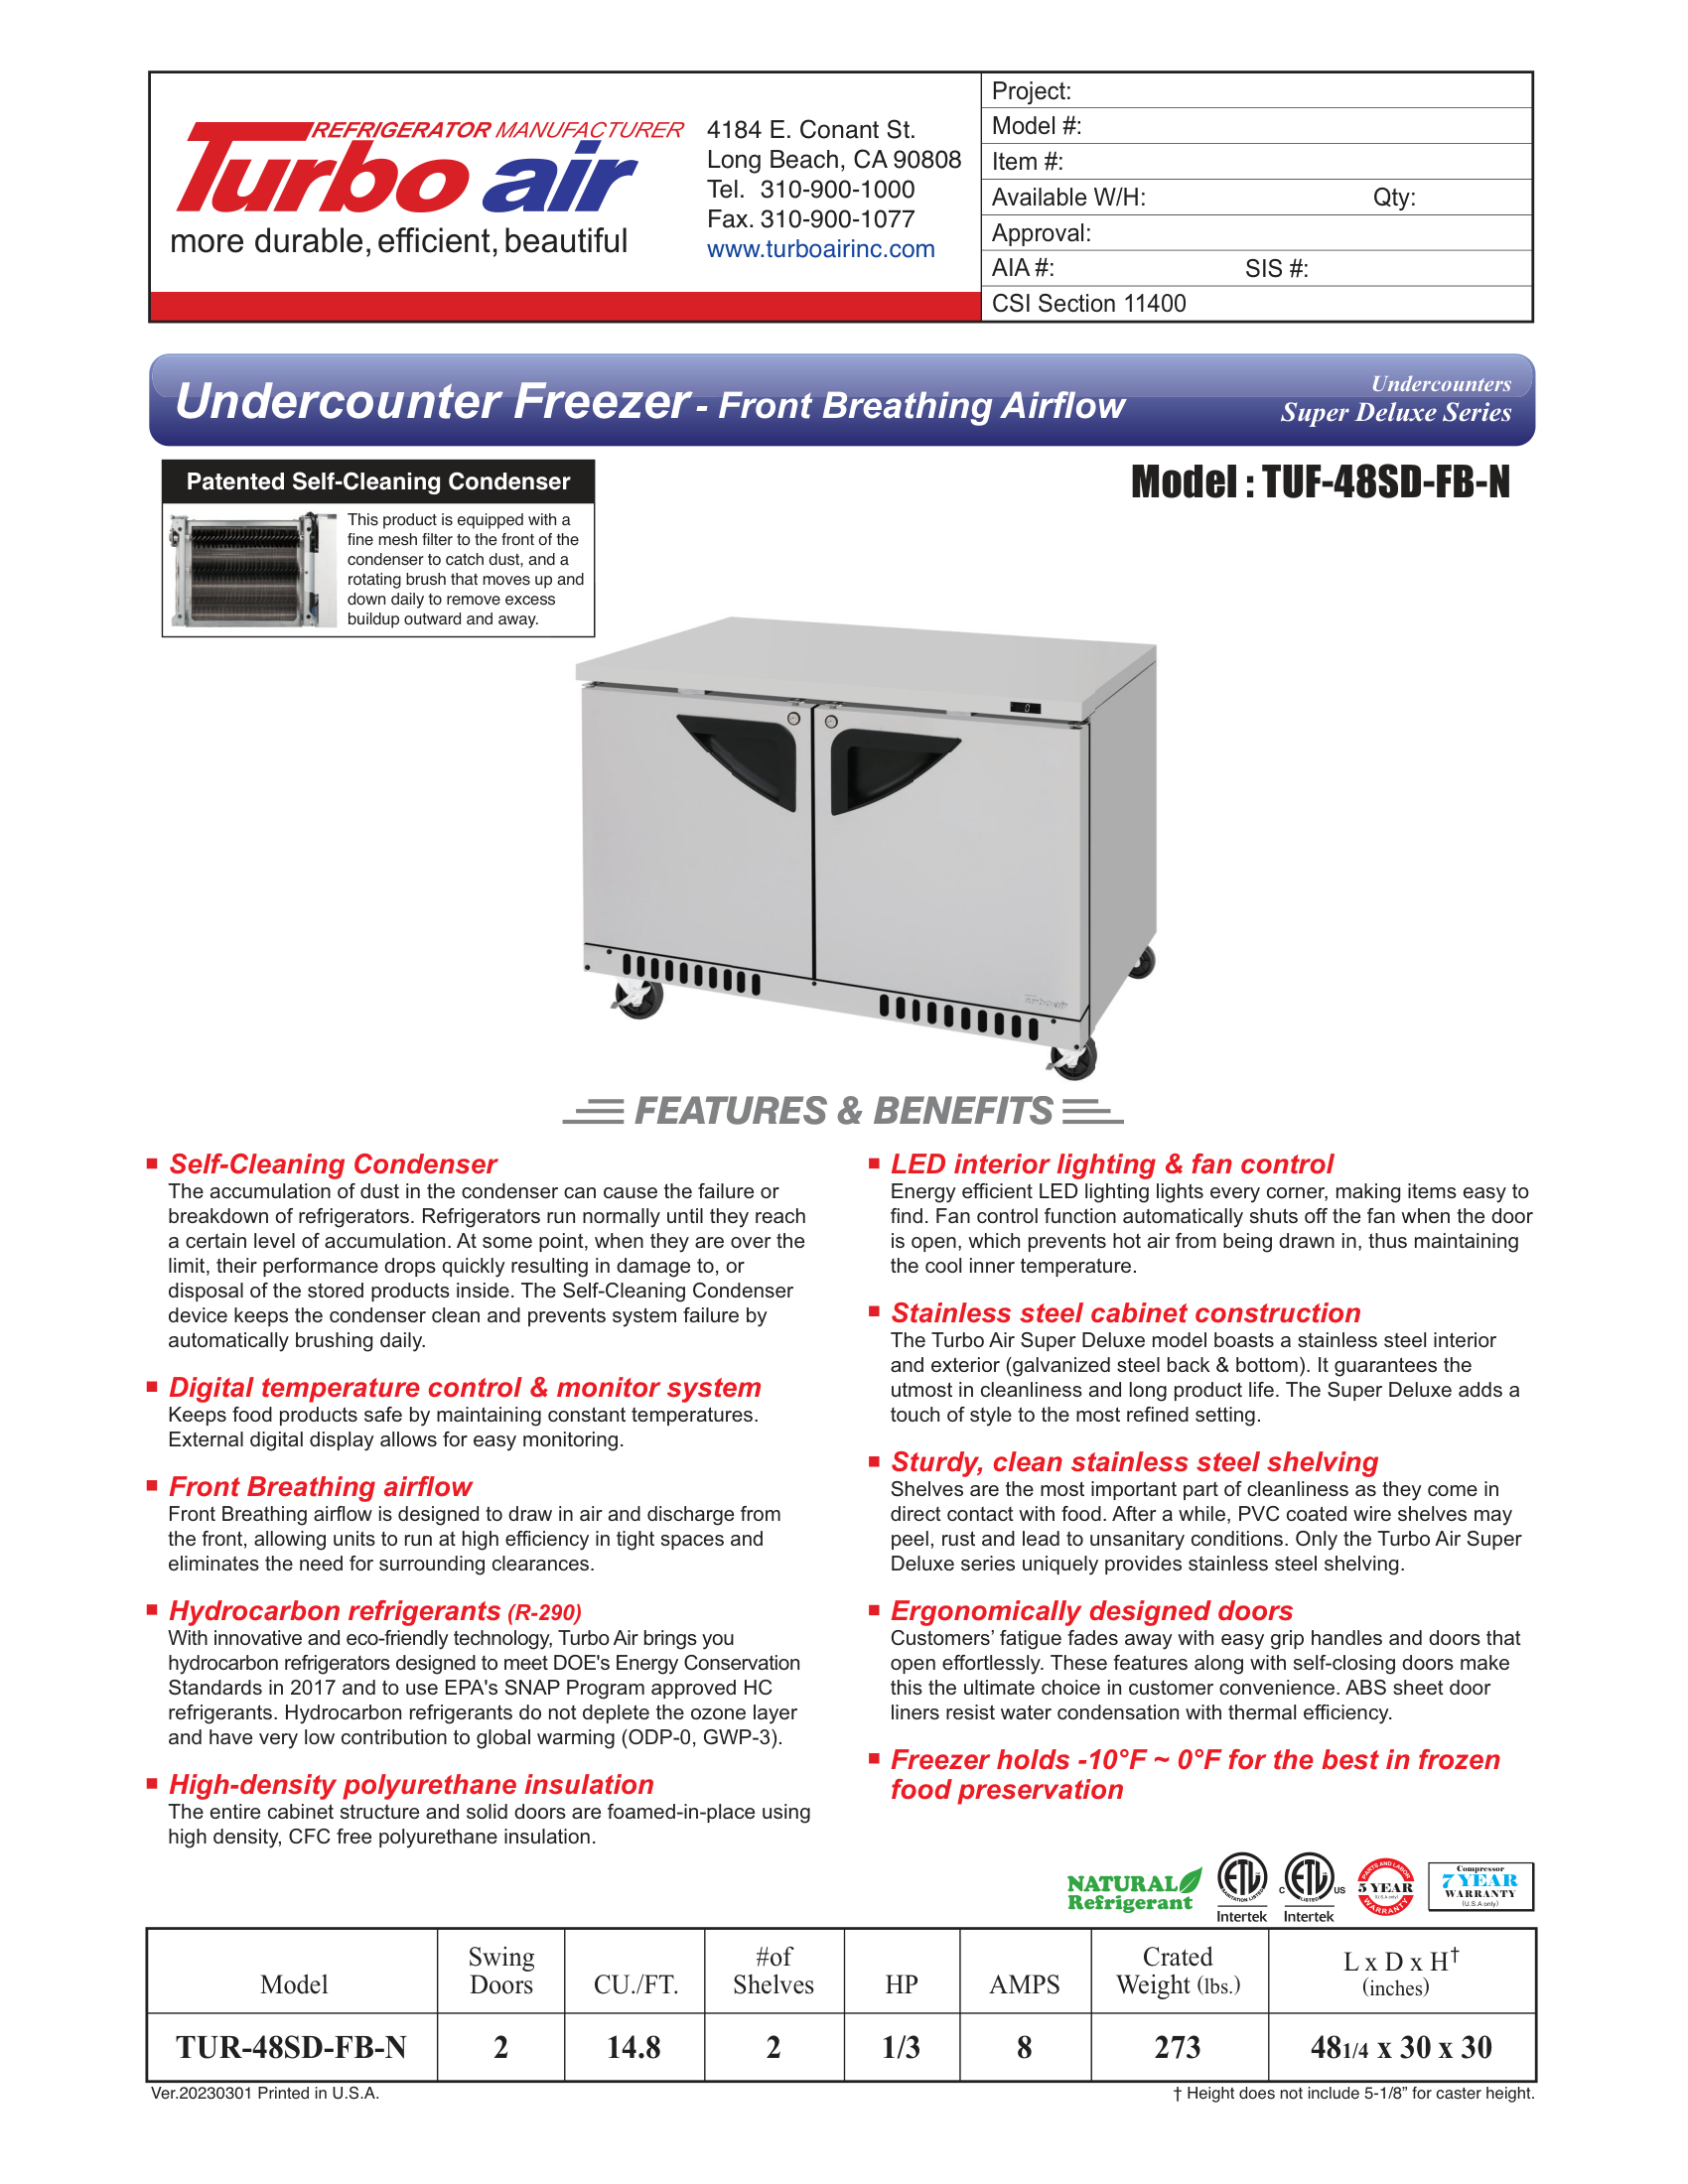 REFRIGERATOR MANUFACTURER
Turbo air
more durable, efficient, beautiful
4184 E. Conant St.
Long Beach, CA 90808
Tel. 310-900-1000
Fax. 310-900-1077
www.turboairinc.com
Project:
Model #:
Item #:
Available W/H: Qty:
Approval:
AIA #: SIS #:
CSI Section 11400
Undercounter Freezer - Front Breathing Airflow
Undercounters
Super Deluxe Series
Patented Self-Cleaning Condenser
This product is equipped with a
fine mesh filter to the front of the
condenser to catch dust, and a
rotating brush that moves up and
down daily to remove excess
buildup outward and away.
Model : TUF-48SD-FB-N
0
Turbo air
FEATURES & BENEFITS
Self-Cleaning Condenser
The accumulation of dust in the condenser can cause the failure or
breakdown of refrigerators. Refrigerators run normally until they reach
a certain level of accumulation. At some point, when they are over the
limit, their performance drops quickly resulting in damage to, or
disposal of the stored products inside. The Self-Cleaning Condenser
device keeps the condenser clean and prevents system failure by
automatically brushing daily.
Digital temperature control & monitor system
Keeps food products safe by maintaining constant temperatures.
External digital display allows for easy monitoring.
Front Breathing airflow
Front Breathing airflow is designed to draw in air and discharge from
the front, allowing units to run at high efficiency in tight spaces and
eliminates the need for surrounding clearances.
Hydrocarbon refrigerants (R-290)
With innovative and eco-friendly technology, Turbo Air brings you
hydrocarbon refrigerators designed to meet DOE's Energy Conservation
Standards in 2017 and to use EPA's SNAP Program approved HC
refrigerants. Hydrocarbon refrigerants do not deplete the ozone layer
and have very low contribution to global warming (ODP-0, GWP-3).
High-density polyurethane insulation
The entire cabinet structure and solid doors are foamed-in-place using
high density, CFC free polyurethane insulation.
LED interior lighting & fan control
Energy efficient LED lighting lights every corner, making items easy to
find. Fan control function automatically shuts off the fan when the door
is open, which prevents hot air from being drawn in, thus maintaining
the cool inner temperature.
Stainless steel cabinet construction
The Turbo Air Super Deluxe model boasts a stainless steel interior
and exterior (galvanized steel back & bottom). It guarantees the
utmost in cleanliness and long product life. The Super Deluxe adds a
touch of style to the most refined setting.
Sturdy, clean stainless steel shelving
Shelves are the most important part of cleanliness as they come in
direct contact with food. After a while, PVC coated wire shelves may
peel, rust and lead to unsanitary conditions. Only the Turbo Air Super
Deluxe series uniquely provides stainless steel shelving.
Ergonomically designed doors
Customers’ fatigue fades away with easy grip handles and doors that
open effortlessly. These features along with self-closing doors make
this the ultimate choice in customer convenience. ABS sheet door
liners resist water condensation with thermal efficiency.
Freezer holds -10°F ~ 0°F for the best in frozen
food preservation
NATURAL
Refrigerant
ETL
SANITATION LISTED
Intertek
C ETL US
LISTED
Intertek
PARTS AND LABOR
5 YEAR
(U.S.A only)
WARRANTY
Compressor
7 YEAR
WARRANTY
(U.S.A only)
Model Swing Doors CU./FT. #of Shelves HP AMPS Crated Weight (lbs.) L x D x H† (inches)
TUR-48SD-FB-N 2 14.8 2 1/3 8 273 481/4 x 30 x 30
Ver.20230301 Printed in U.S.A.
† Height does not include 5-1/8” for caster height.